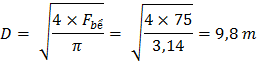 D = √(4 × F_bể / π) = √(4 × 75 / 3,14) = 9,8 m